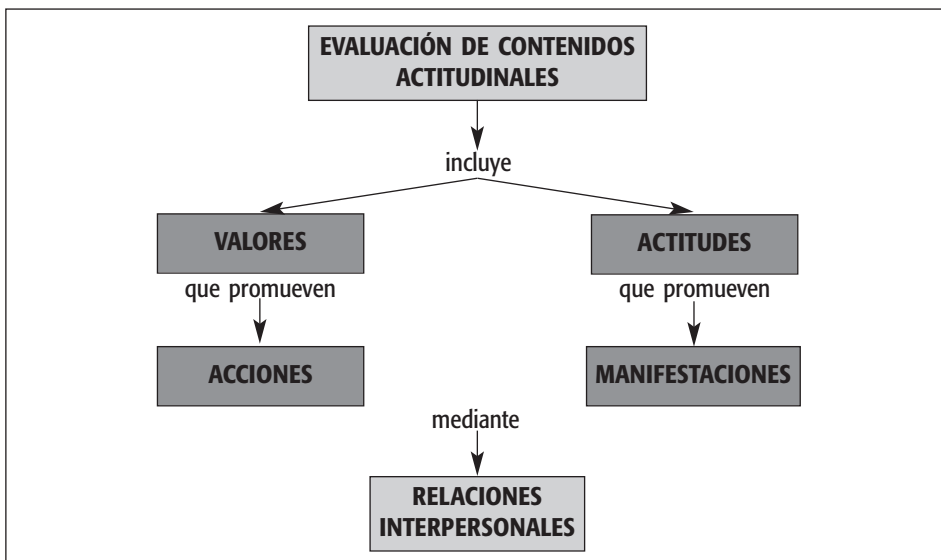 EVALUACIÓN DE CONTENIDOS
ACTITUDINALES
incluye
VALORES
ACTITUDES
que promueven
que promueven
ACCIONES
MANIFESTACIONES
mediante
RELACIONES
INTERPERSONALES